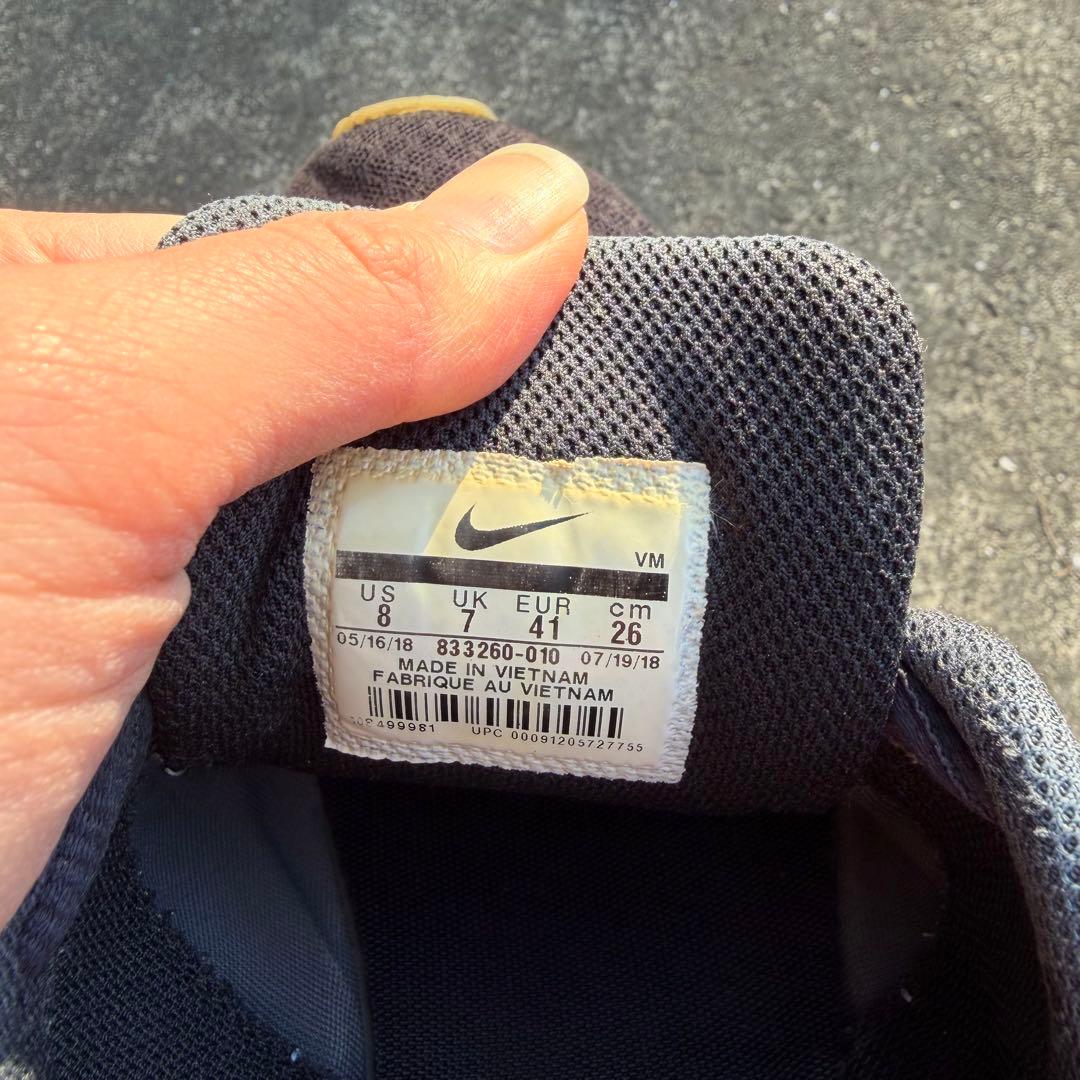 VM
US UK EUR cm
8 7 41 26
05/16/18 833260-010 07/19/18
MADE IN VIETNAM
FABRIQUE AU VIETNAM
UPC 00091205727755